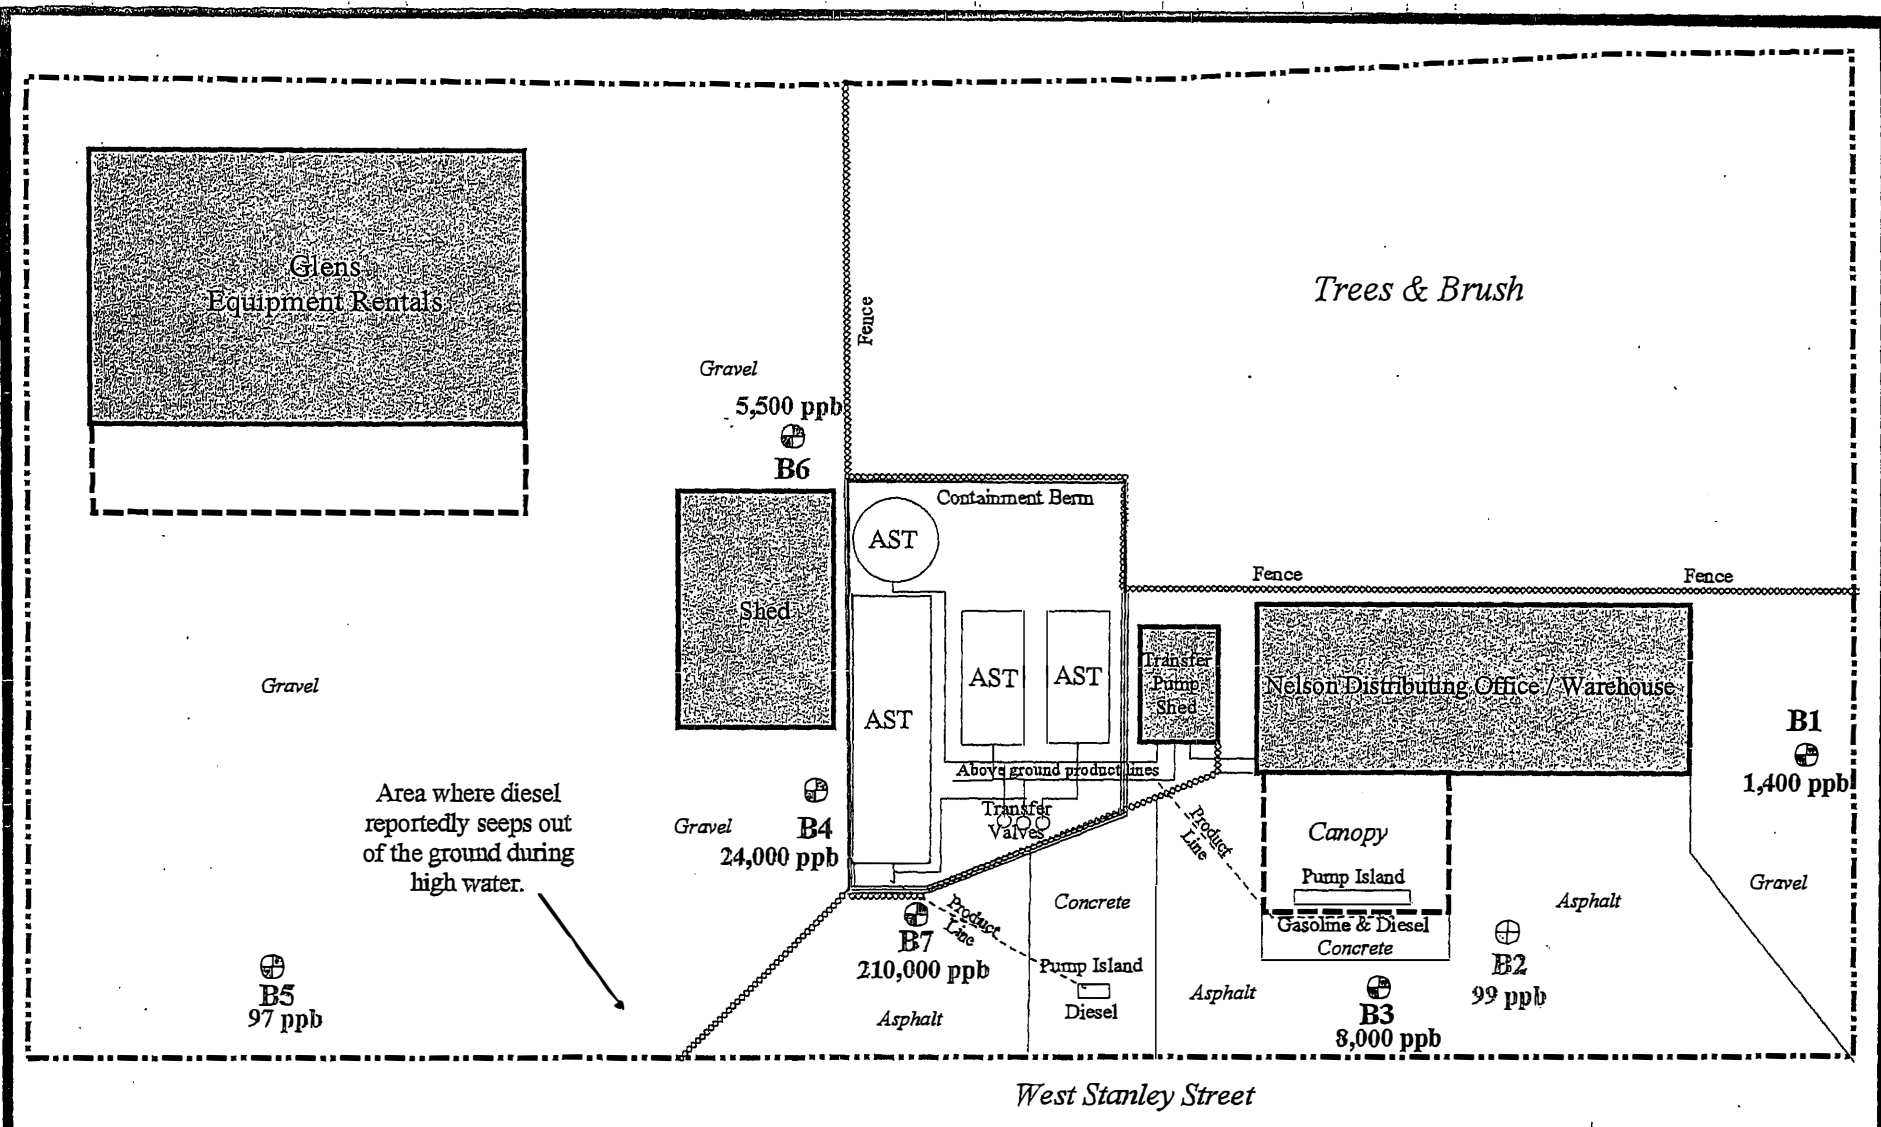 Glens
Equipment Rentals
Trees & Brush
Fence
Gravel
5,500 ppb
B6
Containment Berm
AST
Shed
AST
AST
AST
Fence
Fence
Transfer
Pump
Shed
Nelson Distributing Office / Warehouse
B1
1,400 ppb
Gravel
Above ground product lines
Transfer
Valves
Area where diesel
reportedly seeps out
of the ground during
high water.
Gravel
B4
24,000 ppb
Product
Line
Canopy
Pump Island
Gasoline & Diesel
Concrete
Asphalt
Gravel
Concrete
Product
Line
B7
210,000 ppb
Pump Island
Diesel
Asphalt
Asphalt
B5
97 ppb
B2
99 ppb
B3
8,000 ppb
West Stanley Street